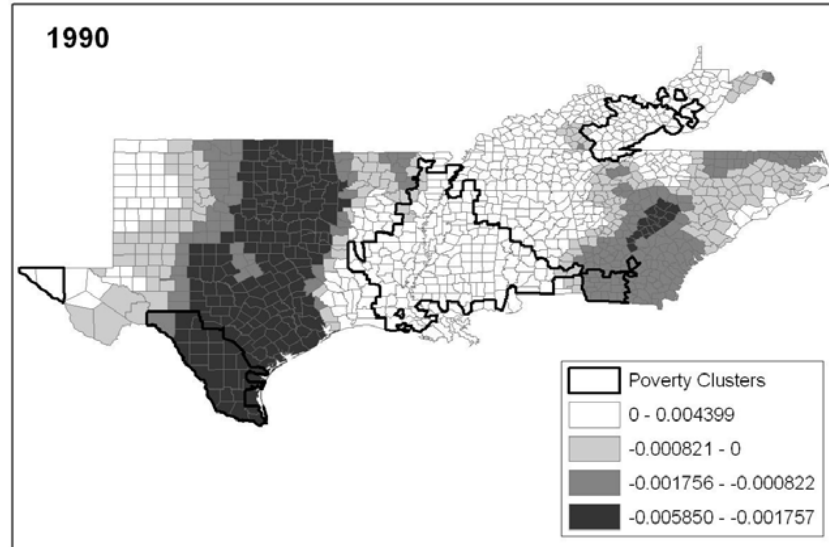 1990
Poverty Clusters
0 - 0.004399
-0.000821 - 0
-0.001756 - -0.000822
-0.005850 - -0.001757